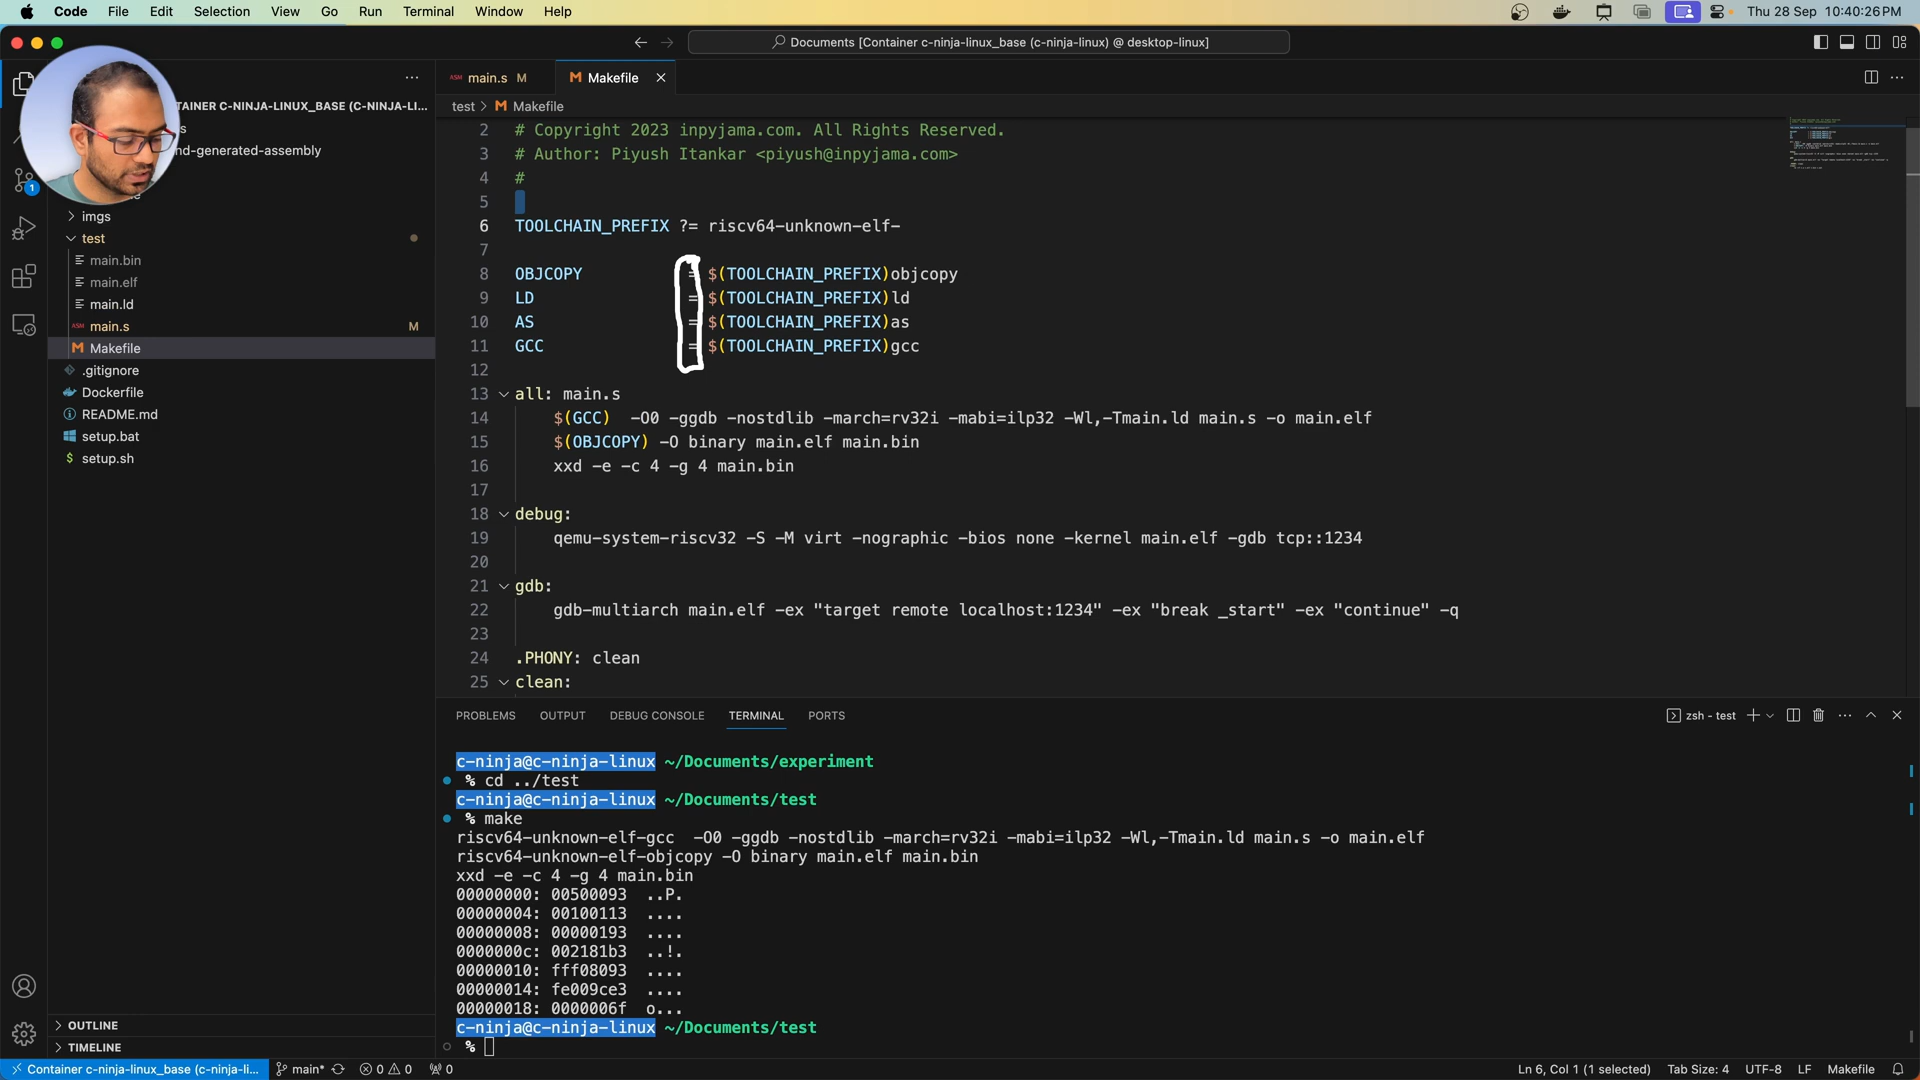 Code File Edit Selection View Go Run Terminal Window Help Thu 28 Sep 10:40:26 PM
Documents [Container c-ninja-linux_base (c-ninja-linux) @ desktop-linux]
TAINER C-NINJA-LINUX_BASE (C-NINJA-LI...
nd-generated-assembly
imgs
test
main.bin
main.elf
main.ld
ASM main.s M
M Makefile
.gitignore
Dockerfile
README.md
setup.bat
$ setup.sh
OUTLINE
TIMELINE
1
ASM main.s M
M Makefile
test > M Makefile
2 # Copyright 2023 inpyjama.com. All Rights Reserved.
3 # Author: Piyush Itankar <piyush@inpyjama.com>
4 #
5
6 TOOLCHAIN_PREFIX ?= riscv64-unknown-elf-
7
8 OBJCOPY = $(TOOLCHAIN_PREFIX)objcopy
9 LD = $(TOOLCHAIN_PREFIX)ld
10 AS = $(TOOLCHAIN_PREFIX)as
11 GCC = $(TOOLCHAIN_PREFIX)gcc
12
13 all: main.s
14 $(GCC) -O0 -ggdb -nostdlib -march=rv32i -mabi=ilp32 -Wl,-Tmain.ld main.s -o main.elf
15 $(OBJCOPY) -O binary main.elf main.bin
16 xxd -e -c 4 -g 4 main.bin
17
18 debug:
19 qemu-system-riscv32 -S -M virt -nographic -bios none -kernel main.elf -gdb tcp::1234
20
21 gdb:
22 gdb-multiarch main.elf -ex "target remote localhost:1234" -ex "break _start" -ex "continue" -q
23
24 .PHONY: clean
25 clean:
PROBLEMS OUTPUT DEBUG CONSOLE TERMINAL PORTS zsh - test
c-ninja@c-ninja-linux ~/Documents/experiment
% cd ../test
c-ninja@c-ninja-linux ~/Documents/test
% make
riscv64-unknown-elf-gcc -O0 -ggdb -nostdlib -march=rv32i -mabi=ilp32 -Wl,-Tmain.ld main.s -o main.elf
riscv64-unknown-elf-objcopy -O binary main.elf main.bin
xxd -e -c 4 -g 4 main.bin
00000000: 00500093 ..P.
00000004: 00100113 ....
00000008: 00000193 ....
0000000c: 002181b3 ..!.
00000010: fff08093 ....
00000014: fe009ce3 ....
00000018: 0000006f o...
c-ninja@c-ninja-linux ~/Documents/test
%
Container c-ninja-linux_base (c-ninja-li... main* 0 0 0 Ln 6, Col 1 (1 selected) Tab Size: 4 UTF-8 LF Makefile